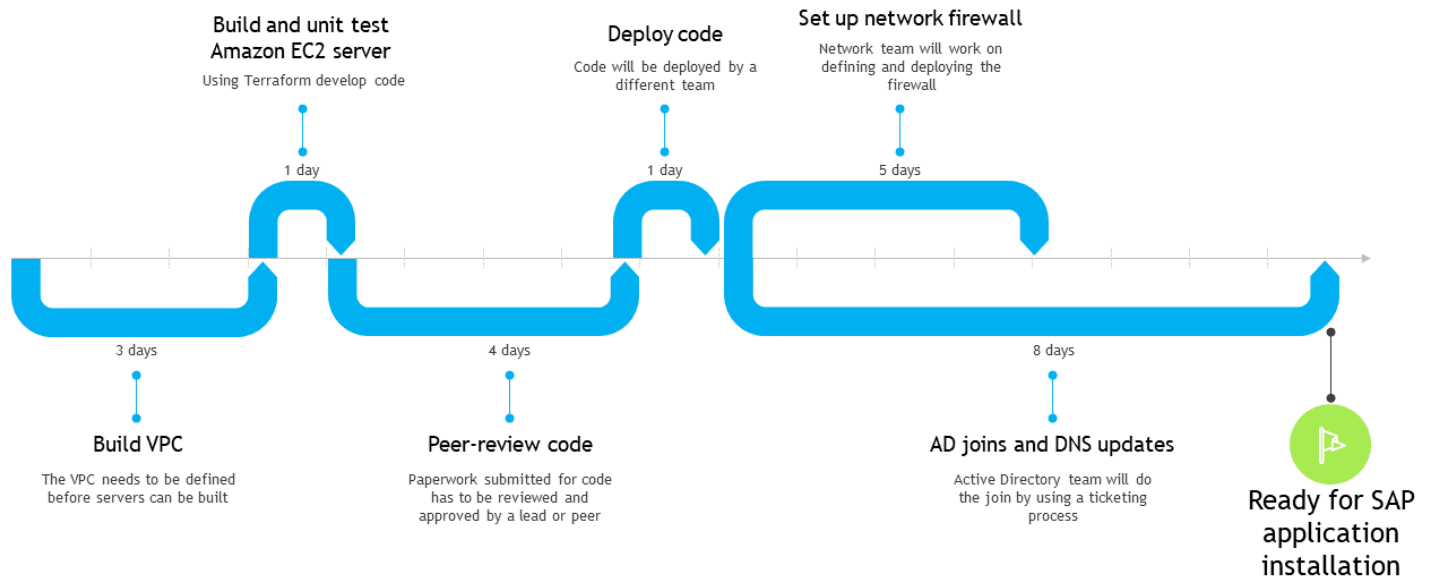 Build and unit test
Amazon EC2 server
Using Terraform develop code
1 day
Deploy code
Code will be deployed by a
different team
1 day
Set up network firewall
Network team will work on
defining and deploying the
firewall
5 days
3 days
Build VPC
The VPC needs to be defined
before servers can be built
4 days
Peer-review code
Paperwork submitted for code
has to be reviewed and
approved by a lead or peer
8 days
AD joins and DNS updates
Active Directory team will do
the join by using a ticketing
process
Ready for SAP
application
installation